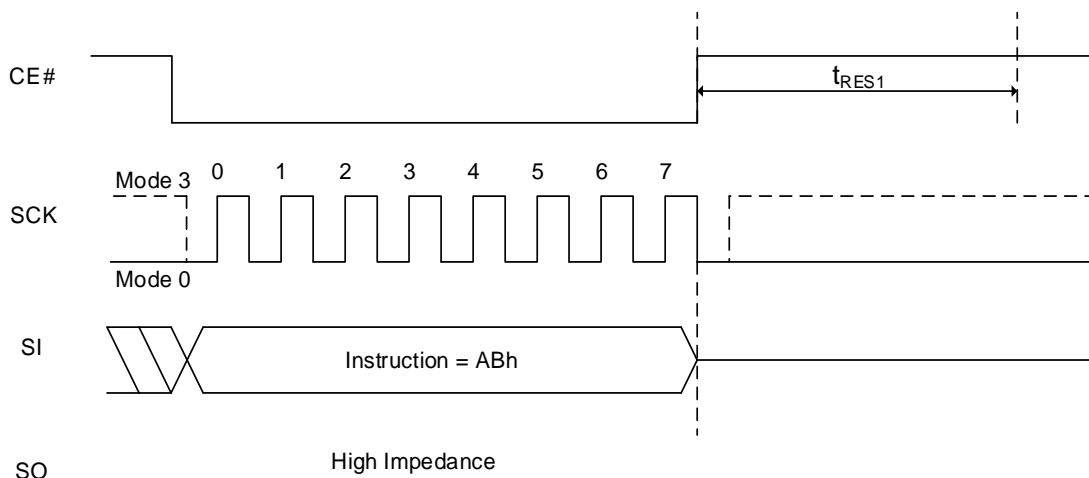 CE#
tRES1
Mode 3
0 1 2 3 4 5 6 7
SCK
Mode 0
SI
Instruction = ABh
High Impedance
SO